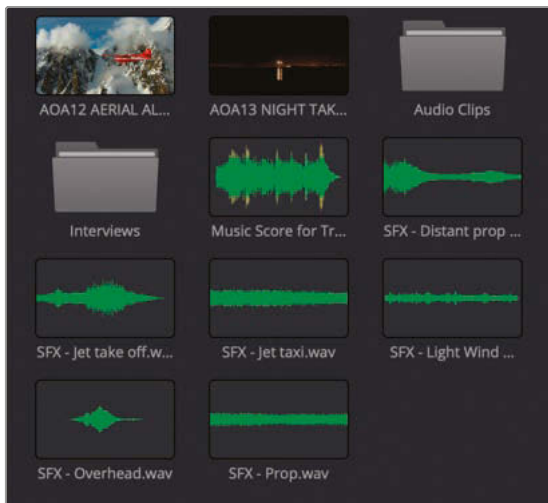 AOA12 AERIAL AL...
AOA13 NIGHT TAK...
Audio Clips
Interviews
Music Score for Tr...
SFX - Distant prop ...
SFX - Jet take off.w...
SFX - Jet taxi.wav
SFX - Light Wind ...
SFX - Overhead.wav
SFX - Prop.wav